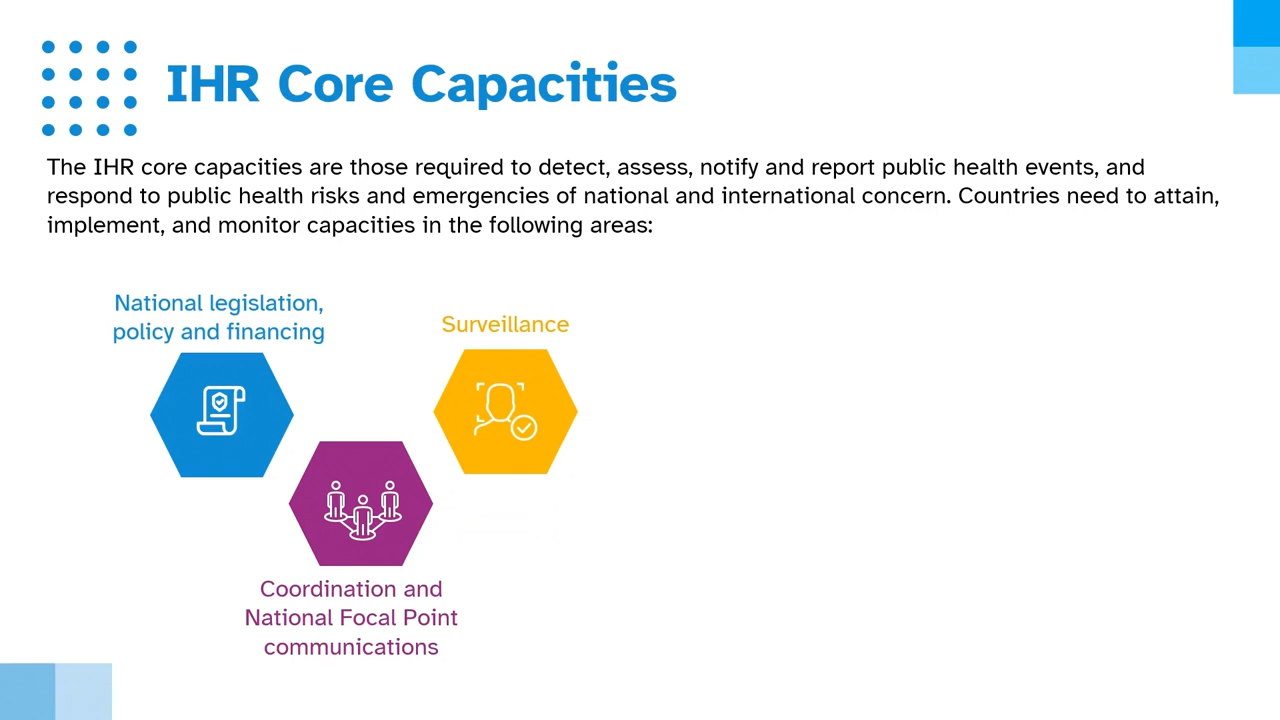 IHR Core Capacities
The IHR core capacities are those required to detect, assess, notify and report public health events, and
respond to public health risks and emergencies of national and international concern. Countries need to attain,
implement, and monitor capacities in the following areas:
National legislation,
policy and financing
Surveillance
Coordination and
National Focal Point
communications